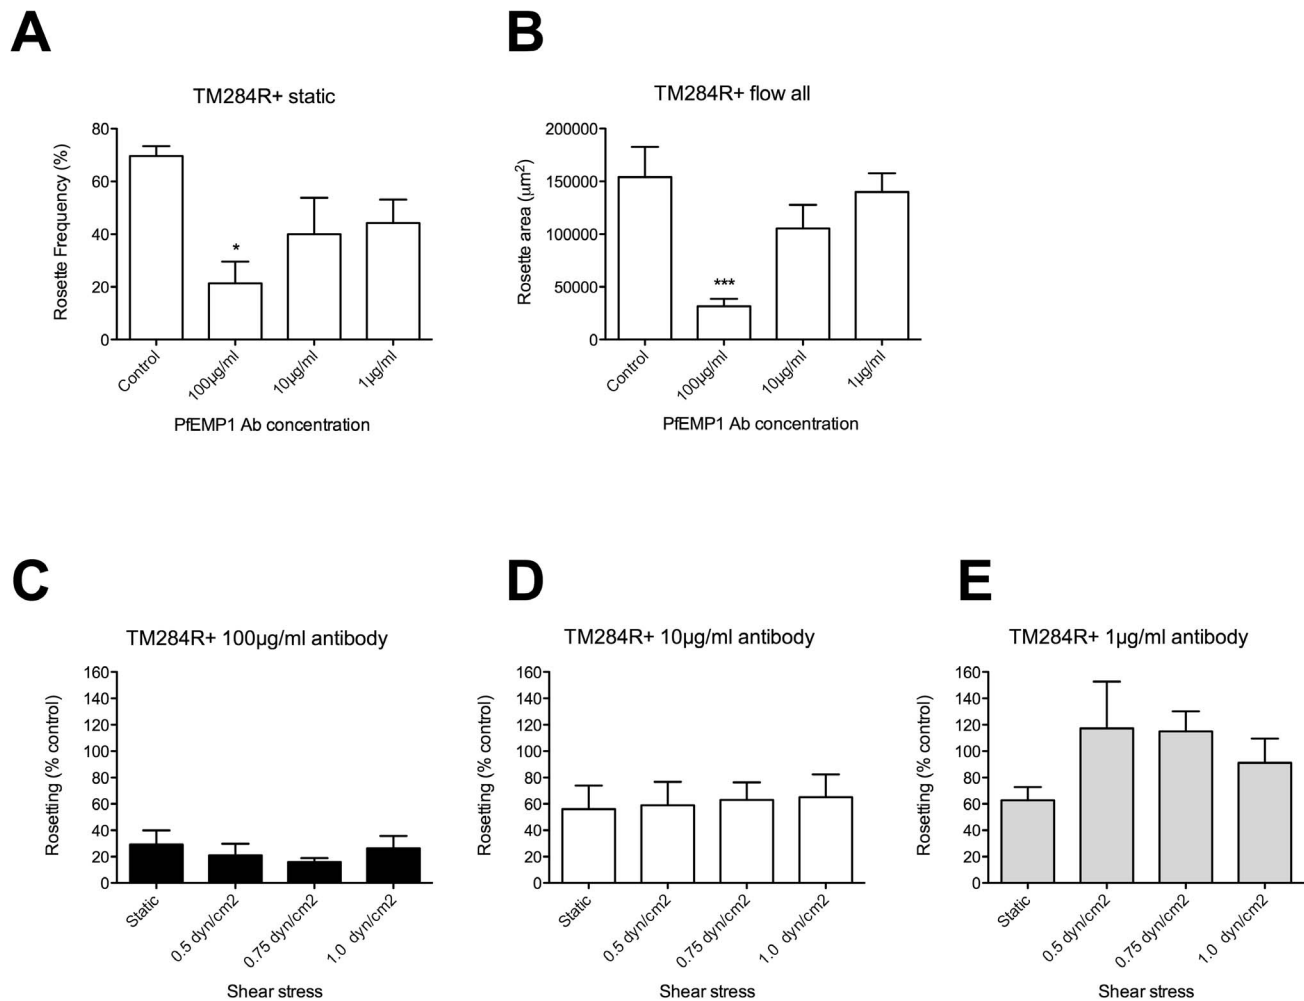 A
B
TM284R+ static
TM284R+ flow all
Rosette Frequency (%)
80
60
40
20
0
*
Control
100µg/ml
10µg/ml
1µg/ml
PfEMP1 Ab concentration
Rosette area (µm²)
200000
150000
100000
50000
0
***
Control
100µg/ml
10µg/ml
1µg/ml
PfEMP1 Ab concentration
C
D
E
TM284R+ 100µg/ml antibody
Rosetting (% control)
160
140
120
100
80
60
40
20
0
Static
0.5 dyn/cm2
0.75 dyn/cm2
1.0 dyn/cm2
Shear stress
TM284R+ 10µg/ml antibody
Rosetting (% control)
160
140
120
100
80
60
40
20
0
Static
0.5 dyn/cm2
0.75 dyn/cm2
1.0 dyn/cm2
Shear stress
TM284R+ 1µg/ml antibody
Rosetting (% control)
160
140
120
100
80
60
40
20
0
Static
0.5 dyn/cm2
0.75 dyn/cm2
1.0 dyn/cm2
Shear stress